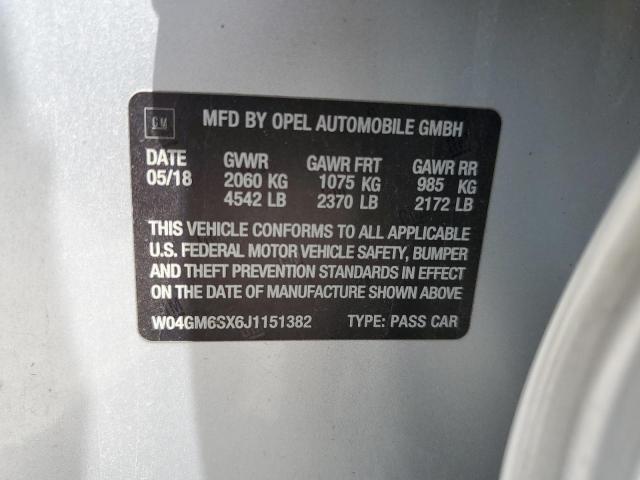 GM MFD BY OPEL AUTOMOBILE GMBH
DATE GVWR GAWR FRT GAWR RR
05/18 2060 KG 1075 KG 985 KG
4542 LB 2370 LB 2172 LB
THIS VEHICLE CONFORMS TO ALL APPLICABLE
U.S. FEDERAL MOTOR VEHICLE SAFETY, BUMPER
AND THEFT PREVENTION STANDARDS IN EFFECT
ON THE DATE OF MANUFACTURE SHOWN ABOVE
W04GM6SX6J1151382 TYPE: PASS CAR